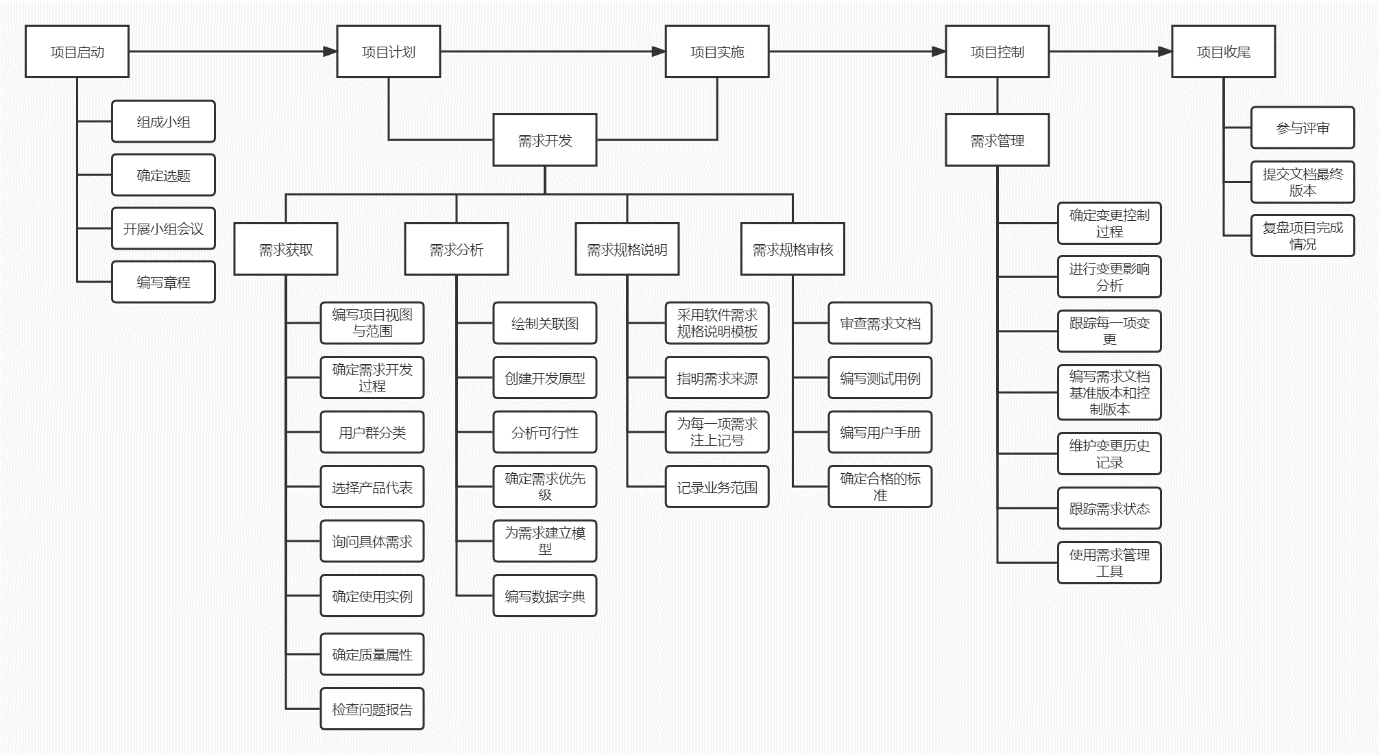 项目启动
项目计划
项目实施
项目控制
项目收尾
组成小组
确定选题
开展小组会议
编写章程
需求开发
需求获取
编写项目视图
与范围
确定需求开发
过程
用户群分类
选择产品代表
询问具体需求
确定使用实例
确定质量属性
检查问题报告
需求分析
绘制关联图
创建开发原型
分析可行性
确定需求优先
级
为需求建立模
型
编写数据字典
需求规格说明
采用软件需求
规格说明模板
指明需求来源
为每一项需求
注上记号
记录业务范围
需求规格审核
审查需求文档
编写测试用例
编写用户手册
确定合格的标
准
需求管理
确定变更控制
过程
进行变更影响
分析
跟踪每一项变
更
编写需求文档
基准版本和控
制版本
维护变更历史
记录
跟踪需求状态
使用需求管理
工具
参与评审
提交文档最终
版本
复盘项目完成
情况